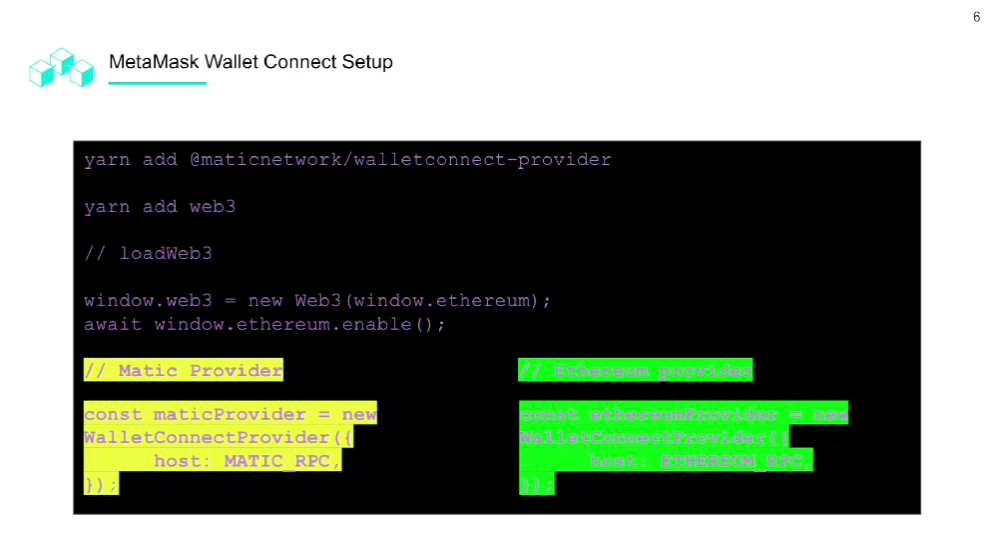 6
MetaMask Wallet Connect Setup
yarn add @maticnetwork/walletconnect-provider
yarn add web3
// loadWeb3
window.web3 = new Web3(window.ethereum);
await window.ethereum.enable();
// Matic Provider
const maticProvider = new
WalletConnectProvider({
host: MATIC_RPC,
});
// Ethereum provider
const ethereumProvider = new
WalletConnectProvider({
host: ETHEREUM_RPC,
});